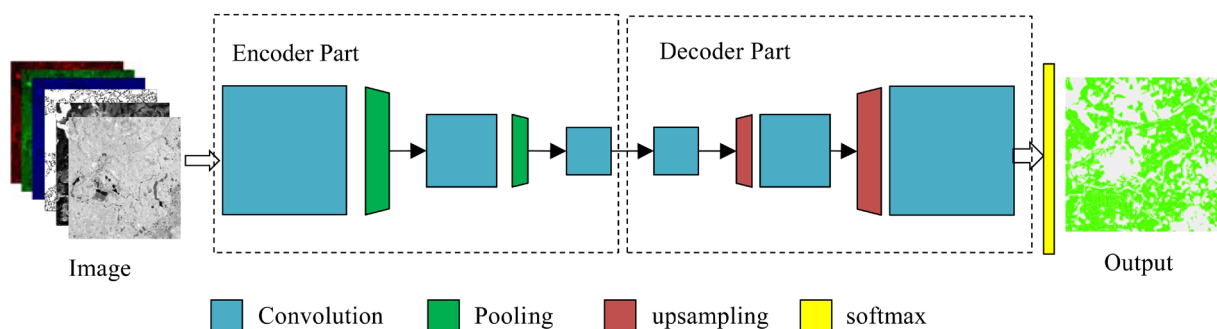 Encoder Part
Decoder Part
Image
Output
Convolution
Pooling
upsampling
softmax